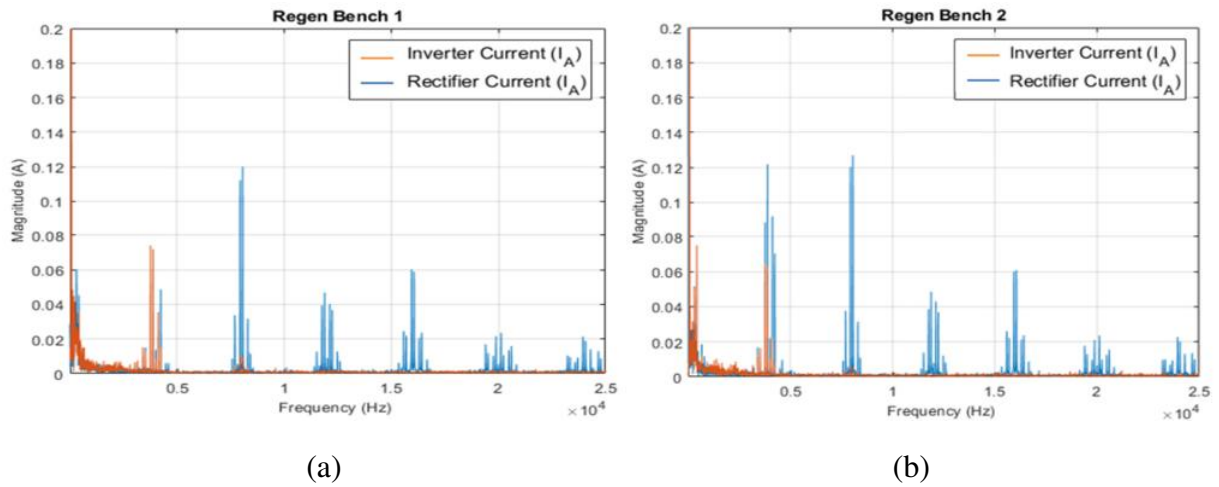 Regen Bench 1
Inverter Current (I_A)
Rectifier Current (I_A)
Magnitude (A)
0.2
0.18
0.16
0.14
0.12
0.1
0.08
0.06
0.04
0.02
0
0.5
1
1.5
2
2.5
Frequency (Hz)
×10^4
(a)
Regen Bench 2
Inverter Current (I_A)
Rectifier Current (I_A)
Magnitude (A)
0.2
0.18
0.16
0.14
0.12
0.1
0.08
0.06
0.04
0.02
0
0.5
1
1.5
2
2.5
Frequency (Hz)
×10^4
(b)